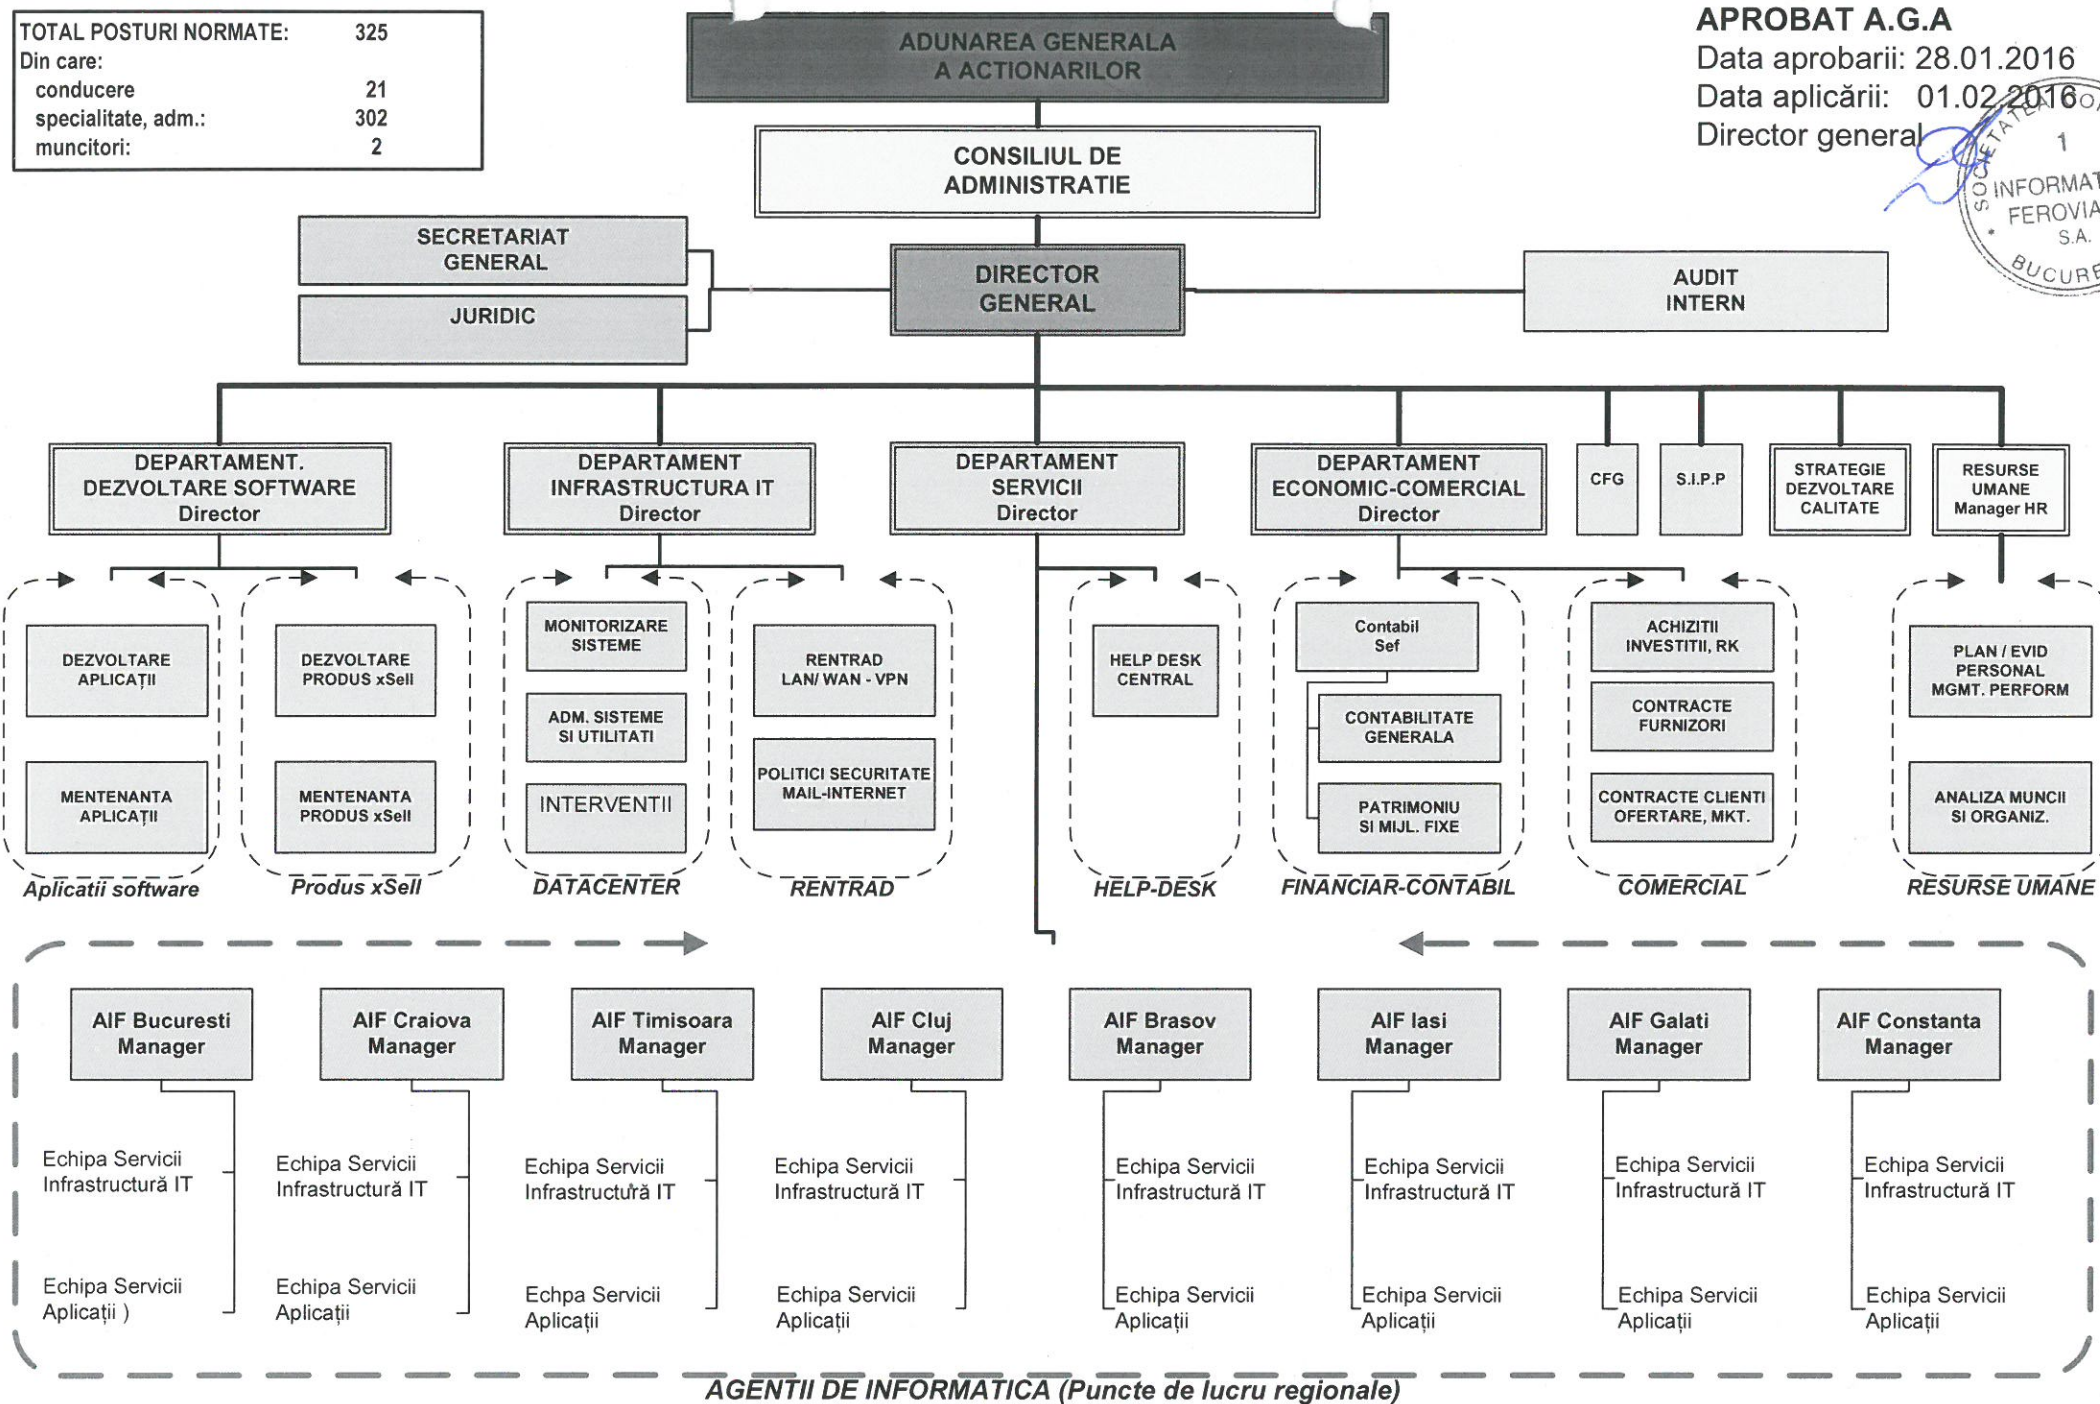 TOTAL POSTURI NORMATE: 325
Din care:
conducere 21
specialitate, adm.: 302
muncitori: 2
ADUNAREA GENERALA
A ACTIONARILOR
APROBAT A.G.A
Data aprobarii: 28.01.2016
Data aplicării: 01.02.2016
Director general
SOCIETATEA
1
FEROVIA
S.A.
CONSILIUL DE
ADMINISTRATIE
SECRETARIAT
GENERAL
JURIDIC
DIRECTOR
GENERAL
AUDIT
INTERN
DEPARTAMENT.
DEZVOLTARE SOFTWARE
Director
DEPARTAMENT
INFRASTRUCTURA IT
Director
DEPARTAMENT
SERVICII
Director
DEPARTAMENT
ECONOMIC-COMERCIAL
Director
CFG
S.I.P.P
STRATEGIE
DEZVOLTARE
CALITATE
RESURSE
UMANE
Manager HR
DEZVOLTARE
APLICAȚII
MENTENANTA
APLICAȚII
Aplicatii software
DEZVOLTARE
PRODUS xSell
MENTENANTA
PRODUS xSell
Produs xSell
MONITORIZARE
SISTEME
ADM. SISTEME
SI UTILITATI
INTERVENTII
DATACENTER
RENTRAD
LAN/ WAN - VPN
POLITICI SECURITATE
MAIL-INTERNET
RENTRAD
HELP DESK
CENTRAL
HELP-DESK
Contabil
Sef
CONTABILITATE
GENERALA
PATRIMONIU
SI MIJL. FIXE
FINANCIAR-CONTABIL
ACHIZITII
INVESTITII, RK
CONTRACTE
FURNIZORI
CONTRACTE CLIENTI
OFERTARE, MKT.
COMERCIAL
PLAN / EVID
PERSONAL
MGMT. PERFORM
ANALIZA MUNCII
SI ORGANIZ.
RESURSE UMANE
AIF Bucuresti
Manager
Echipa Servicii
Infrastructură IT
Echipa Servicii
Aplicații )
AIF Craiova
Manager
Echipa Servicii
Infrastructură IT
Echipa Servicii
Aplicații
AIF Timisoara
Manager
Echipa Servicii
Infrastructură IT
Echpa Servicii
Aplicații
AIF Cluj
Manager
Echipa Servicii
Infrastructură IT
Echipa Servicii
Aplicații
AIF Brasov
Manager
Echipa Servicii
Infrastructură IT
Echipa Servicii
Aplicații
AIF Iasi
Manager
Echipa Servicii
Infrastructură IT
Echipa Servicii
Aplicații
AIF Galati
Manager
Echipa Servicii
Infrastructură IT
Echipa Servicii
Aplicații
AIF Constanta
Manager
Echipa Servicii
Infrastructură IT
Echipa Servicii
Aplicații
AGENTII DE INFORMATICA (Puncte de lucru regionale)